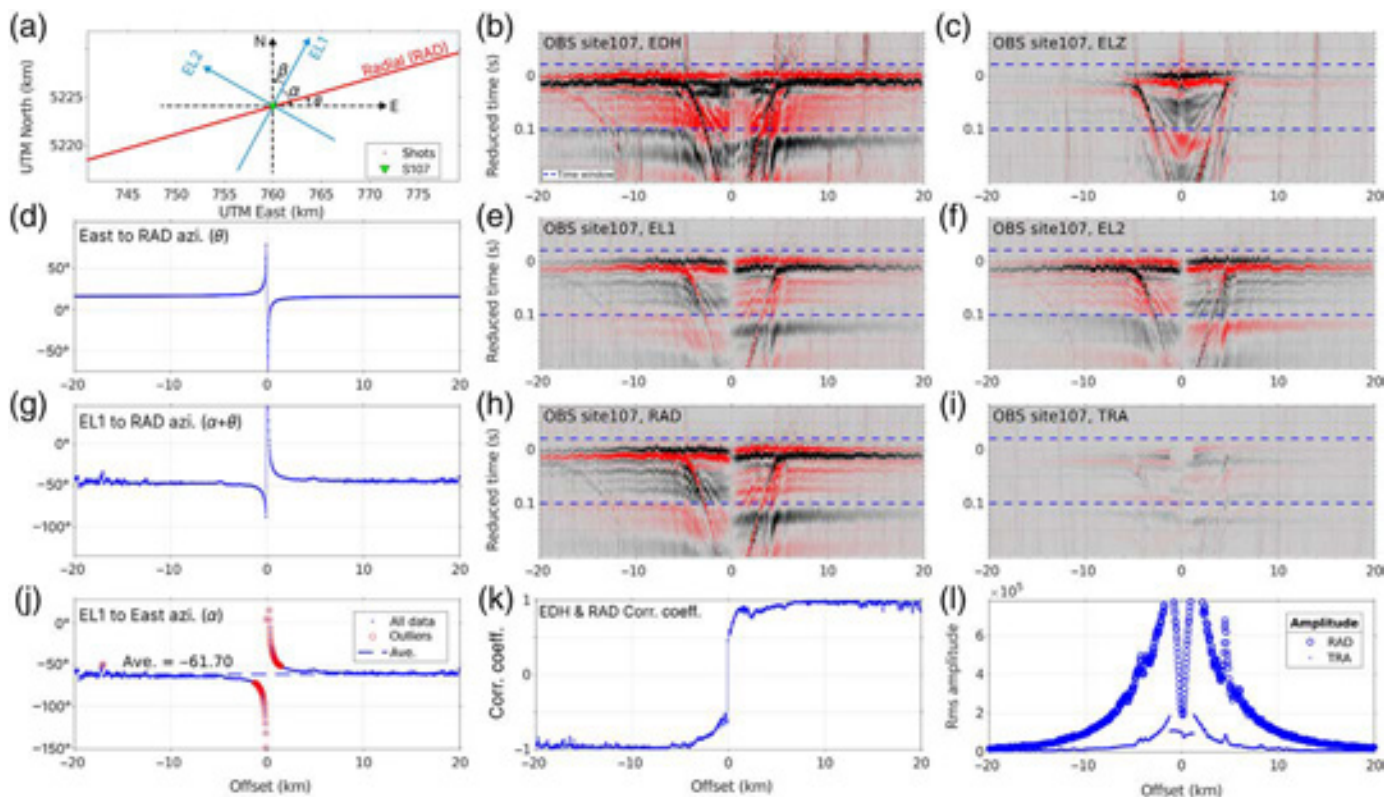 (a)
N
EL1
EL2
β
Radial (RAD)
α
θ
E
5225
5220
UTM North (km)
Shots
S107
745 750 755 760 765 770 775
UTM East (km)
(b)
OBS site107, EDH
0
0.1
Reduced time (s)
Time window
−20 −10 0 10 20
(c)
OBS site107, ELZ
0
0.1
−20 −10 0 10 20
(d)
East to RAD azi. (θ)
50°
0°
−50°
−20 −10 0 10 20
(e)
OBS site107, EL1
0
0.1
Reduced time (s)
−20 −10 0 10 20
(f)
OBS site107, EL2
0
0.1
−20 −10 0 10 20
(g)
EL1 to RAD azi. (α+θ)
0°
−50°
−100°
−20 −10 0 10 20
(h)
OBS site107, RAD
0
0.1
Reduced time (s)
−20 −10 0 10 20
(i)
OBS site107, TRA
0
0.1
−20 −10 0 10 20
(j)
EL1 to East azi. (α)
All data
Outliers
Ave.
Ave. = −61.70
0°
−50°
−100°
−150°
−20 −10 0 10 20
Offset (km)
(k)
EDH & RAD Corr. coeff.
1
0
−1
Corr. coeff.
−20 −10 0 10 20
Offset (km)
(l)
×10⁵
Amplitude
RAD
TRA
6
4
2
0
Rms amplitude
−20 −10 0 10 20
Offset (km)